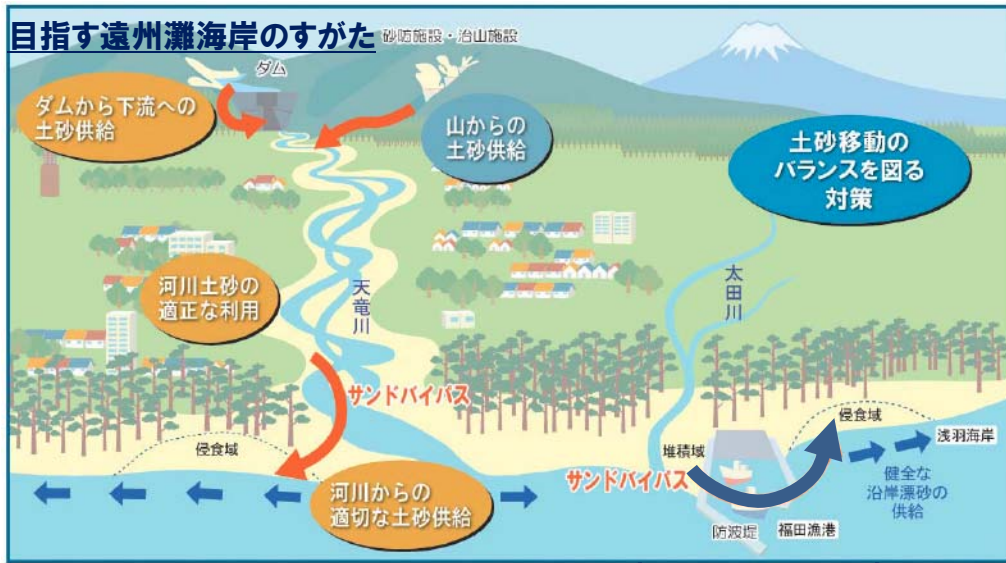 目指す遠州灘海岸のすがた
砂防施設・治山施設
ダム
ダムから下流への
土砂供給
山からの
土砂供給
土砂移動の
バランスを図る
対策
河川土砂の
適正な利用
天竜川
太田川
サンドバイパス
侵食域
侵食域
堆積域
浅羽海岸
サンドバイパス
健全な
沿岸漂砂の
供給
河川からの
適切な土砂供給
防波堤
福田漁港